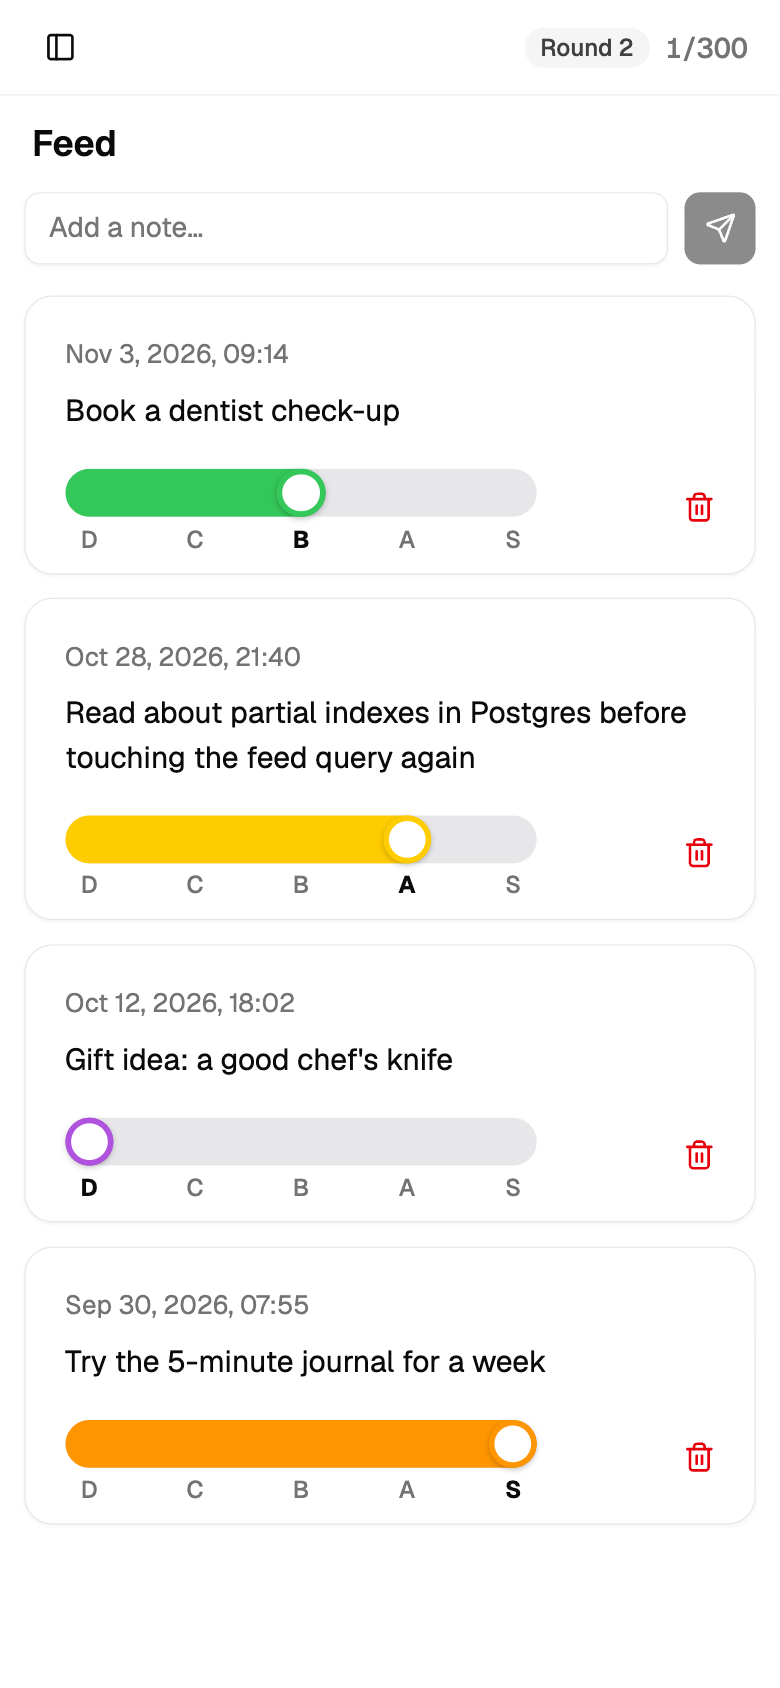 Round 2 1/300
Feed
Add a note...
Nov 3, 2026, 09:14
Book a dentist check-up
D C B A S
Oct 28, 2026, 21:40
Read about partial indexes in Postgres before
touching the feed query again
D C B A S
Oct 12, 2026, 18:02
Gift idea: a good chef's knife
D C B A S
Sep 30, 2026, 07:55
Try the 5-minute journal for a week
D C B A S